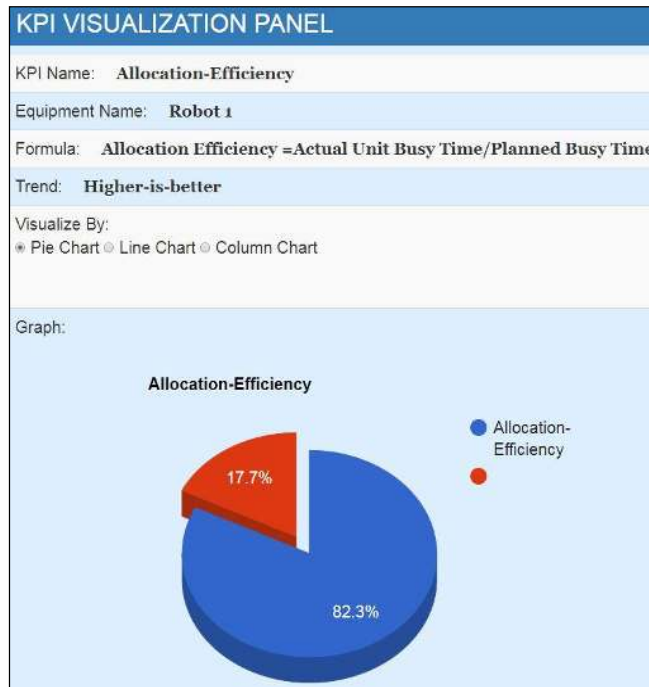 KPI VISUALIZATION PANEL
KPI Name: Allocation-Efficiency
Equipment Name: Robot 1
Formula: Allocation Efficiency =Actual Unit Busy Time/Planned Busy Time
Trend: Higher-is-better
Visualize By:
Pie Chart Line Chart Column Chart
Graph:
Allocation-Efficiency
Allocation-
Efficiency
17.7%
82.3%